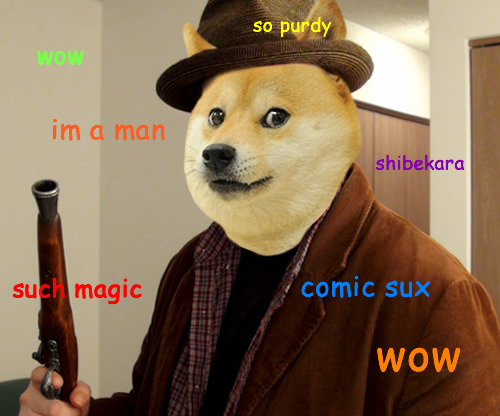 so purdy
wow
im a man
shibekara
such magic
comic sux
wow